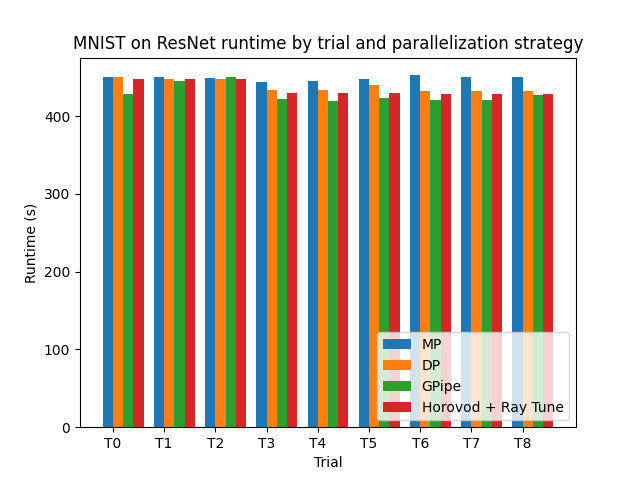 MNIST on ResNet runtime by trial and parallelization strategy
Runtime (s)
400
300
200
100
0
MP
DP
GPipe
Horovod + Ray Tune
T0 T1 T2 T3 T4 T5 T6 T7 T8
Trial